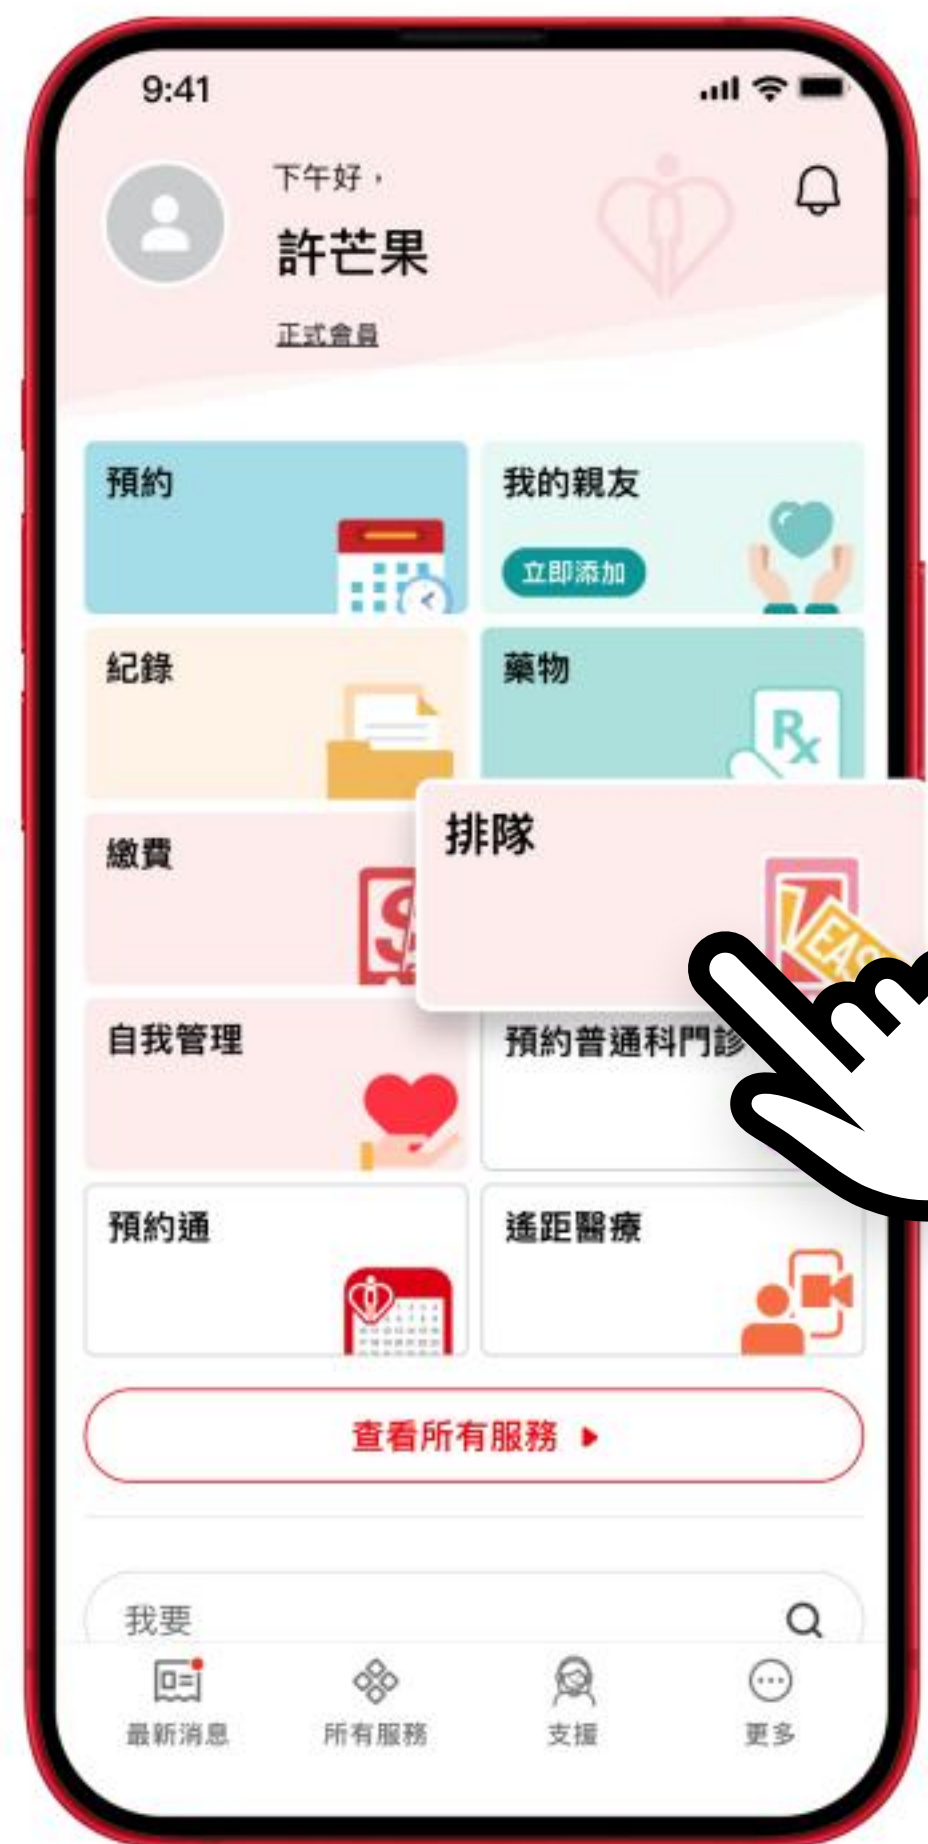 9:41
下午好，
許芒果
正式會員
預約
我的親友
立即添加
紀錄
藥物
Rx
繳費
排隊
自我管理
預約普通科門診
預約通
遙距醫療
查看所有服務
我要
最新消息
所有服務
支援
更多